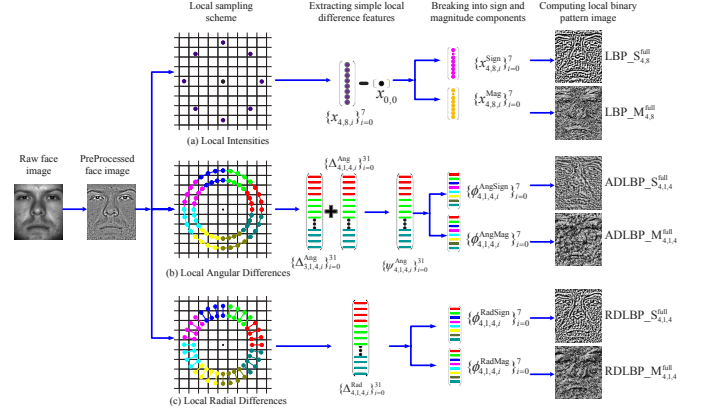 Local sampling
scheme
Extracting simple local
difference features
Breaking into sign and
magnitude components
Computing local binary
pattern image
{x_{4,8,i}}_{i=0}^{7}
− x_{0,0}
{x_{4,8,i}^{Sign}}_{i=0}^{7}
{x_{4,8,i}^{Mag}}_{i=0}^{7}
LBP_S_{4,8}^{full}
LBP_M_{4,8}^{full}
(a) Local Intensities
Raw face
image
PreProcessed
face image
{Δ_{4,1,4,i}^{Ang}}_{i=0}^{31}
+
{Δ_{3,1,4,i}^{Ang}}_{i=0}^{31}
{ψ_{4,1,4,i}^{Ang}}_{i=0}^{31}
{ϕ_{4,1,4,i}^{AngSign}}_{i=0}^{7}
{ϕ_{4,1,4,i}^{AngMag}}_{i=0}^{7}
ADLBP_S_{4,1,4}^{full}
ADLBP_M_{4,1,4}^{full}
(b) Local Angular Differences
{Δ_{4,1,4,i}^{Rad}}_{i=0}^{31}
{ϕ_{4,1,4,i}^{RadSign}}_{i=0}^{7}
{ϕ_{4,1,4,i}^{RadMag}}_{i=0}^{7}
RDLBP_S_{4,1,4}^{full}
RDLBP_M_{4,1,4}^{full}
(c) Local Radial Differences